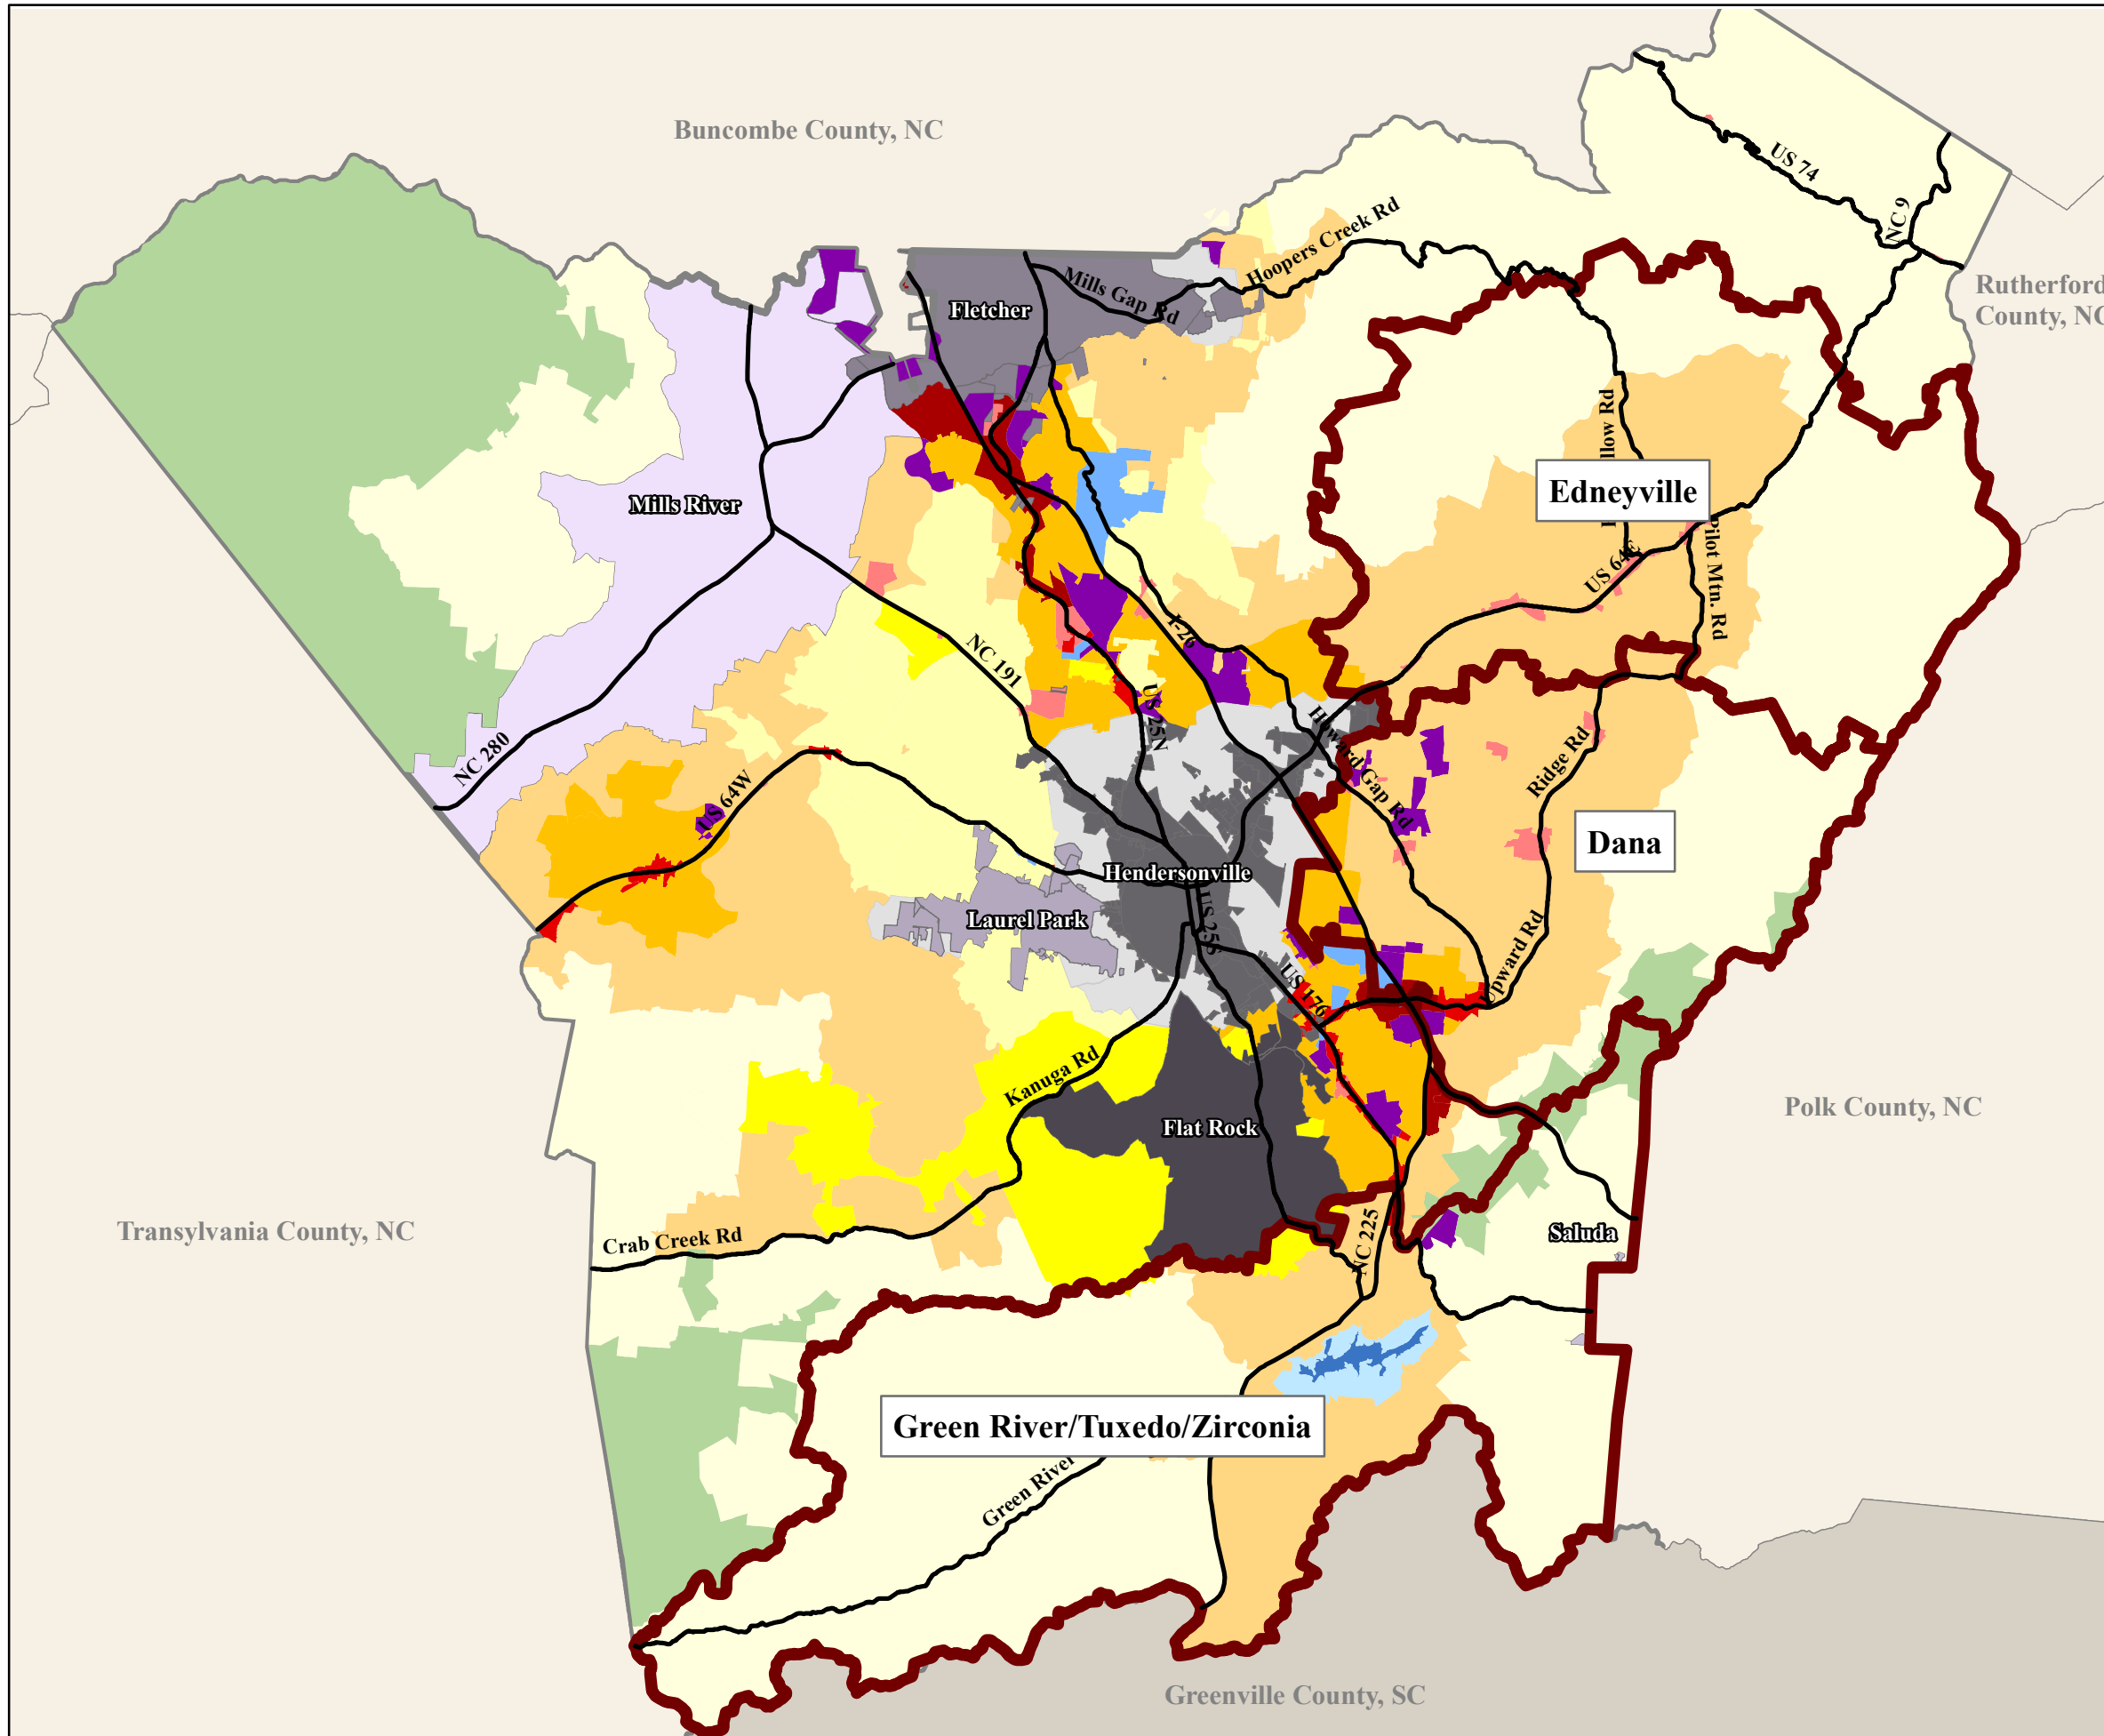 Buncombe County, NC
US 74
NC 9
Hoopers Creek Rd
Mills Gap Rd
Fletcher
Rutherford
County, NC
Mills River
Edneyville
US 64E
Pilot Mtn. Rd
I-26
NC 191
US 25N
NC 280
US 64W
Howard Gap Rd
Ridge Rd
Dana
Hendersonville
Laurel Park
US 25S
US 176
Upward Rd
Kanuga Rd
Flat Rock
Polk County, NC
Transylvania County, NC
Crab Creek Rd
NC 225
Saluda
Green River/Tuxedo/Zirconia
Green River
Greenville County, SC